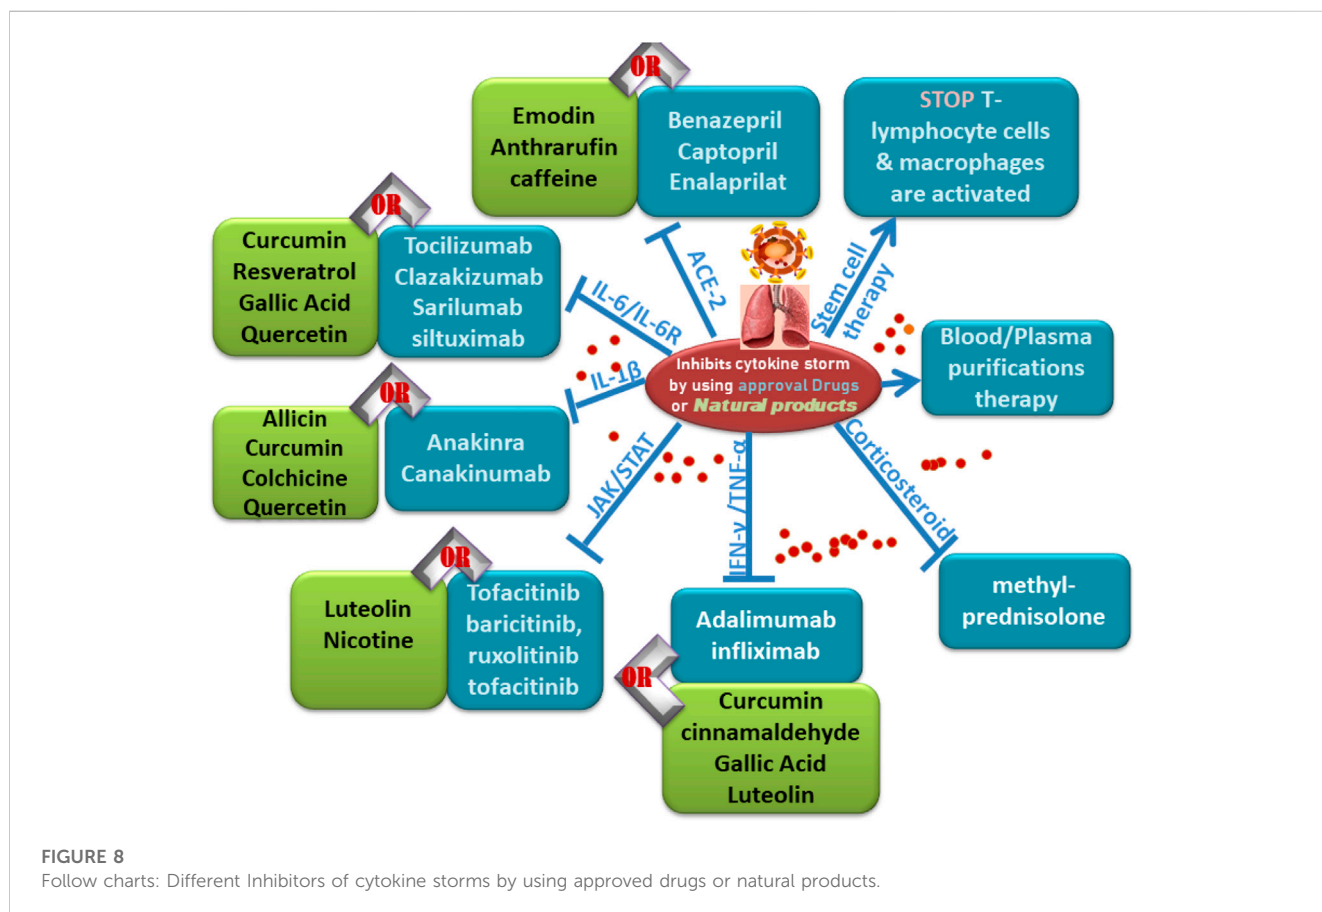 OR
Emodin
Anthrarufin
caffeine
Benazepril
Captopril
Enalaprilat
STOP T-
lymphocyte cells
& macrophages
are activated
OR
Curcumin
Resveratrol
Gallic Acid
Quercetin
Tocilizumab
Clazakizumab
Sarilumab
siltuximab
ACE-2
IL-6/IL-6R
Stem cell
therapy
Blood/Plasma
purifications
therapy
IL-1β
Inhibits cytokine storm
by using approval Drugs
or Natural products
OR
Allicin
Curcumin
Colchicine
Quercetin
Anakinra
Canakinumab
JAK/STAT
IFN-γ /TNF-α
Corticosteroid
OR
Luteolin
Nicotine
Tofacitinib
baricitinib,
ruxolitinib
tofacitinib
Adalimumab
infliximab
methyl-
prednisolone
OR
Curcumin
cinnamaldehyde
Gallic Acid
Luteolin
FIGURE 8
Follow charts: Different Inhibitors of cytokine storms by using approved drugs or natural products.